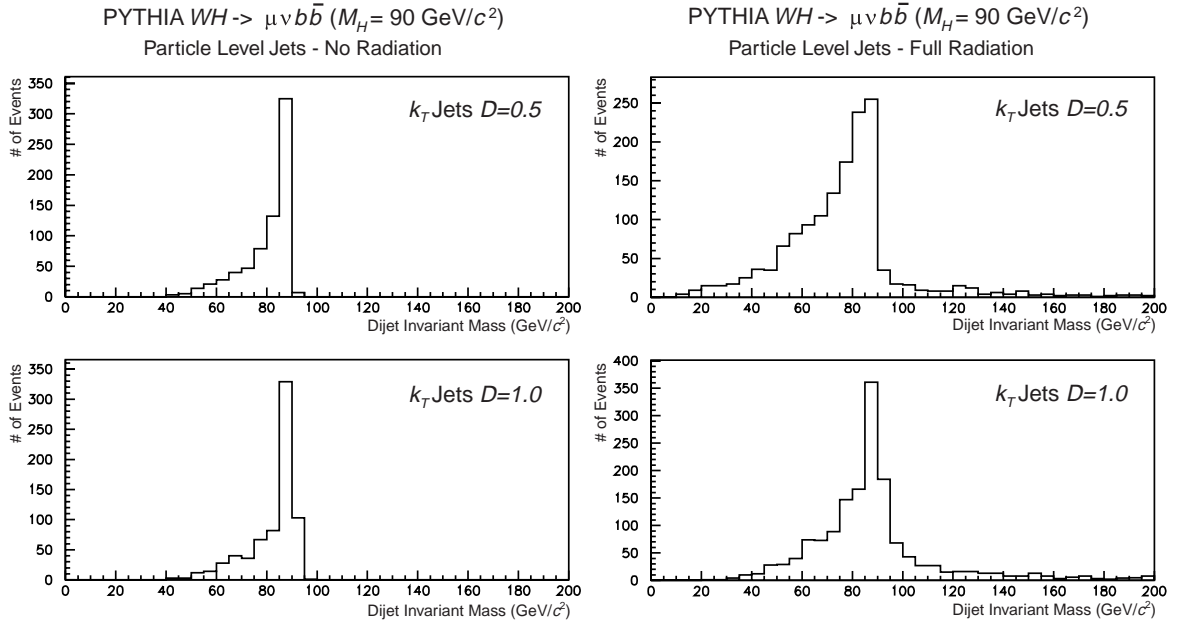 PYTHIA WH -> μνbb̄ (M_H = 90 GeV/c²)
Particle Level Jets - No Radiation
# of Events
350
300
250
200
150
100
50
0
k_T Jets D=0.5
0 20 40 60 80 100 120 140 160 180 200
Dijet Invariant Mass (GeV/c²)
# of Events
350
300
250
200
150
100
50
0
k_T Jets D=1.0
0 20 40 60 80 100 120 140 160 180 200
Dijet Invariant Mass (GeV/c²)
PYTHIA WH -> μνbb̄ (M_H = 90 GeV/c²)
Particle Level Jets - Full Radiation
# of Events
250
200
150
100
50
0
k_T Jets D=0.5
0 20 40 60 80 100 120 140 160 180 200
Dijet Invariant Mass (GeV/c²)
# of Events
400
350
300
250
200
150
100
50
0
k_T Jets D=1.0
0 20 40 60 80 100 120 140 160 180 200
Dijet Invariant Mass (GeV/c²)